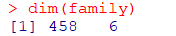 > dim(family)
[1] 458   6